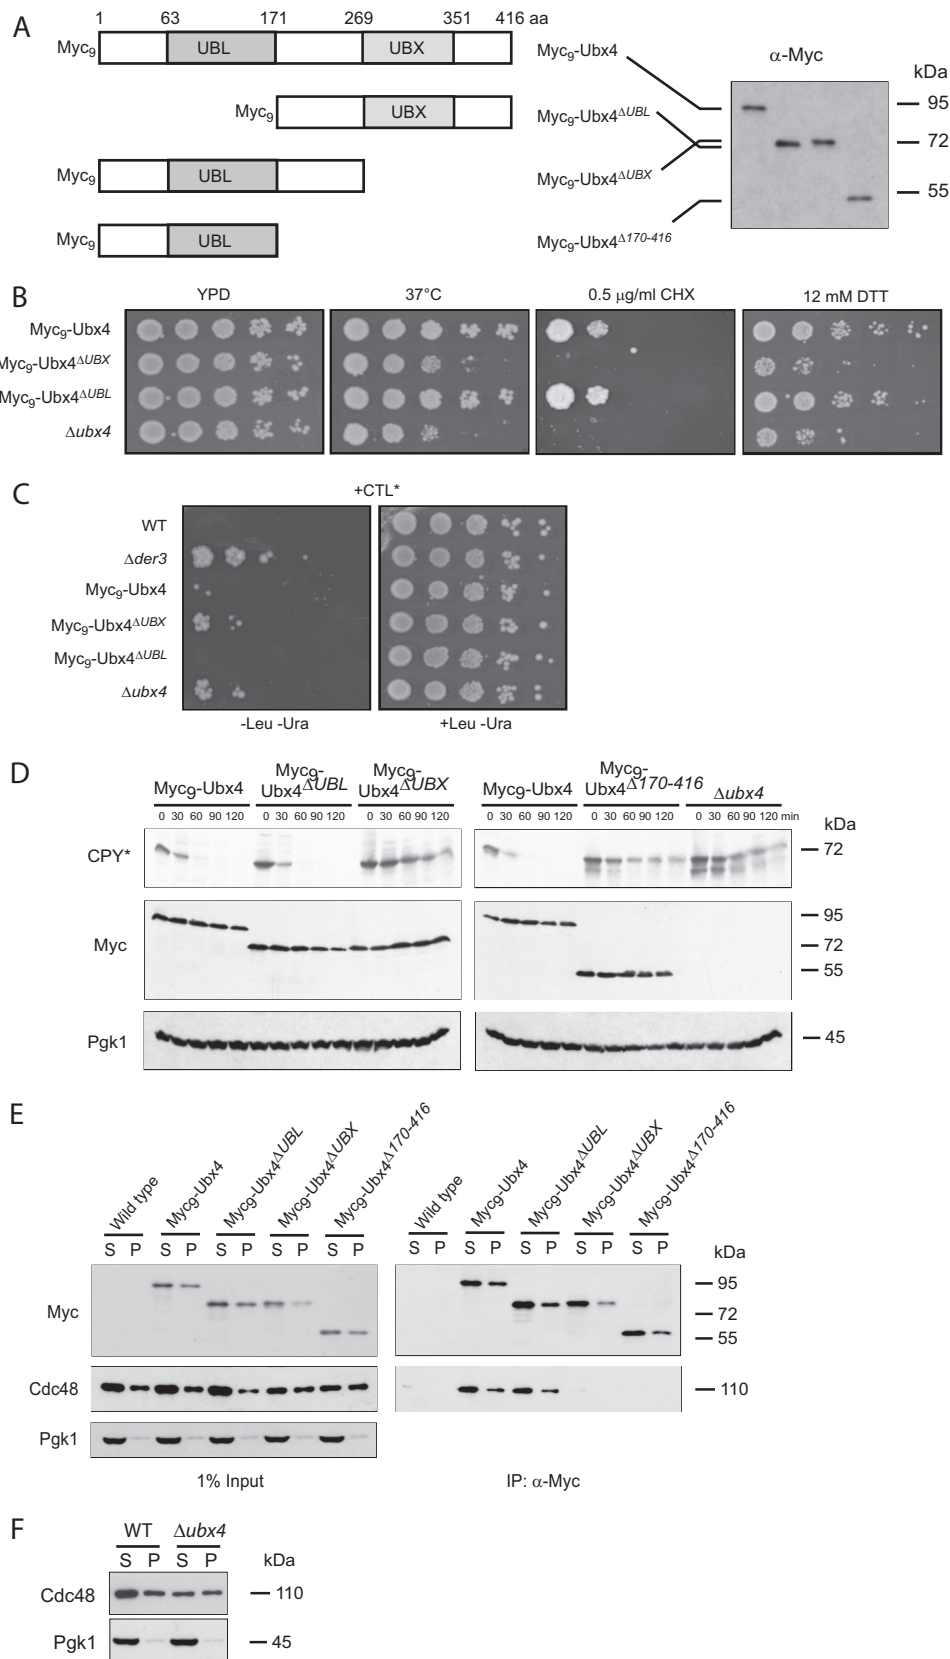 A
1 63 171 269 351 416 aa
Myc9 UBL UBX
Myc9 UBX
Myc9 UBL
Myc9 UBL
Myc9-Ubx4
Myc9-Ubx4ΔUBL
Myc9-Ubx4ΔUBX
Myc9-Ubx4Δ170-416
α-Myc
kDa
95
72
55
B
YPD 37°C 0.5 µg/ml CHX 12 mM DTT
Myc9-Ubx4
Myc9-Ubx4ΔUBX
Myc9-Ubx4ΔUBL
Δubx4
C
+CTL*
WT
Δder3
Myc9-Ubx4
Myc9-Ubx4ΔUBX
Myc9-Ubx4ΔUBL
Δubx4
-Leu -Ura +Leu -Ura
D
Myc9-Ubx4 Myc9-Ubx4ΔUBL Myc9-Ubx4ΔUBX Myc9-Ubx4 Myc9-Ubx4Δ170-416 Δubx4
0 30 60 90 120 0 30 60 90 120 0 30 60 90 120 0 30 60 90 120 0 30 60 90 120 0 30 60 90 120 min
kDa
CPY* 72
Myc 95
72
55
Pgk1 45
E
Wild type Myc9-Ubx4 Myc9-Ubx4ΔUBL Myc9-Ubx4ΔUBX Myc9-Ubx4Δ170-416 Wild type Myc9-Ubx4 Myc9-Ubx4ΔUBL Myc9-Ubx4ΔUBX Myc9-Ubx4Δ170-416
S P S P S P S P S P S P S P S P S P S P
kDa
Myc 95
72
55
Cdc48 110
Pgk1
1% Input IP: α-Myc
F
WT Δubx4
S P S P kDa
Cdc48 110
Pgk1 45